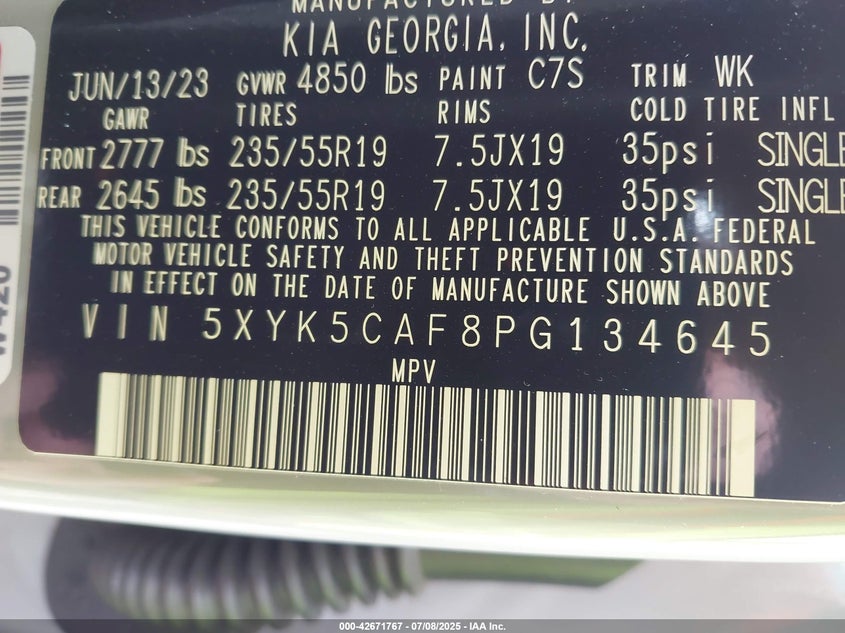 MANUFACTURED BY
KIA GEORGIA, INC.
JUN/13/23 GVWR 4850 lbs PAINT C7S TRIM WK
GAWR TIRES RIMS COLD TIRE INFL
FRONT 2777 lbs 235/55R19 7.5JX19 35psi SINGLE
REAR 2645 lbs 235/55R19 7.5JX19 35psi SINGLE
THIS VEHICLE CONFORMS TO ALL APPLICABLE U.S.A. FEDERAL
MOTOR VEHICLE SAFETY AND THEFT PREVENTION STANDARDS
IN EFFECT ON THE DATE OF MANUFACTURE SHOWN ABOVE
VIN 5XYK5CAF8PG134645
MPV
000-42671767 - 07/08/2025 - IAA Inc.